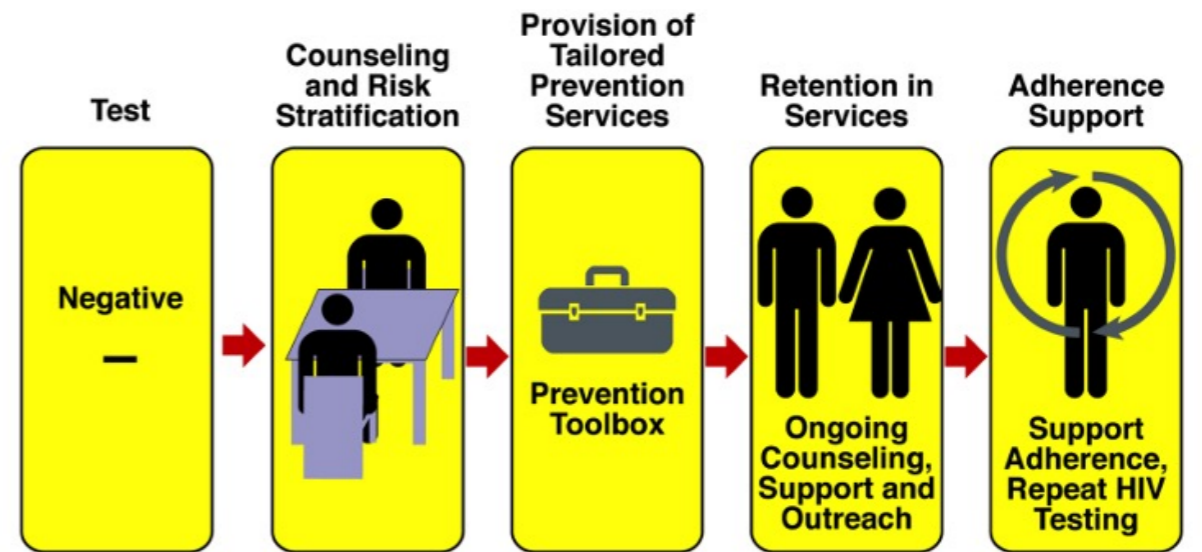 Test
Negative
–
Counseling
and Risk
Stratification
Provision of
Tailored
Prevention
Services
Prevention
Toolbox
Retention in
Services
Ongoing
Counseling,
Support and
Outreach
Adherence
Support
Support
Adherence,
Repeat HIV
Testing